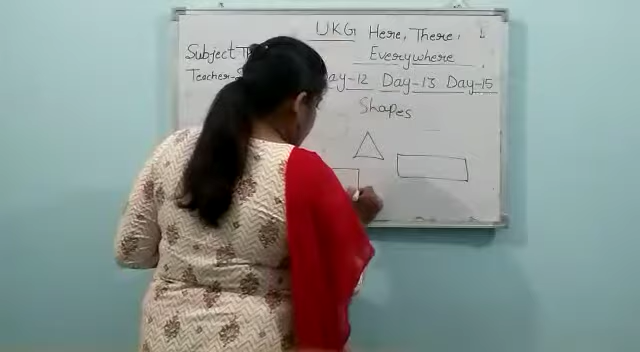 UKG Here, There,
Everywhere
Subject
Teacher-
Day-12 Day-13 Day-15
Shapes